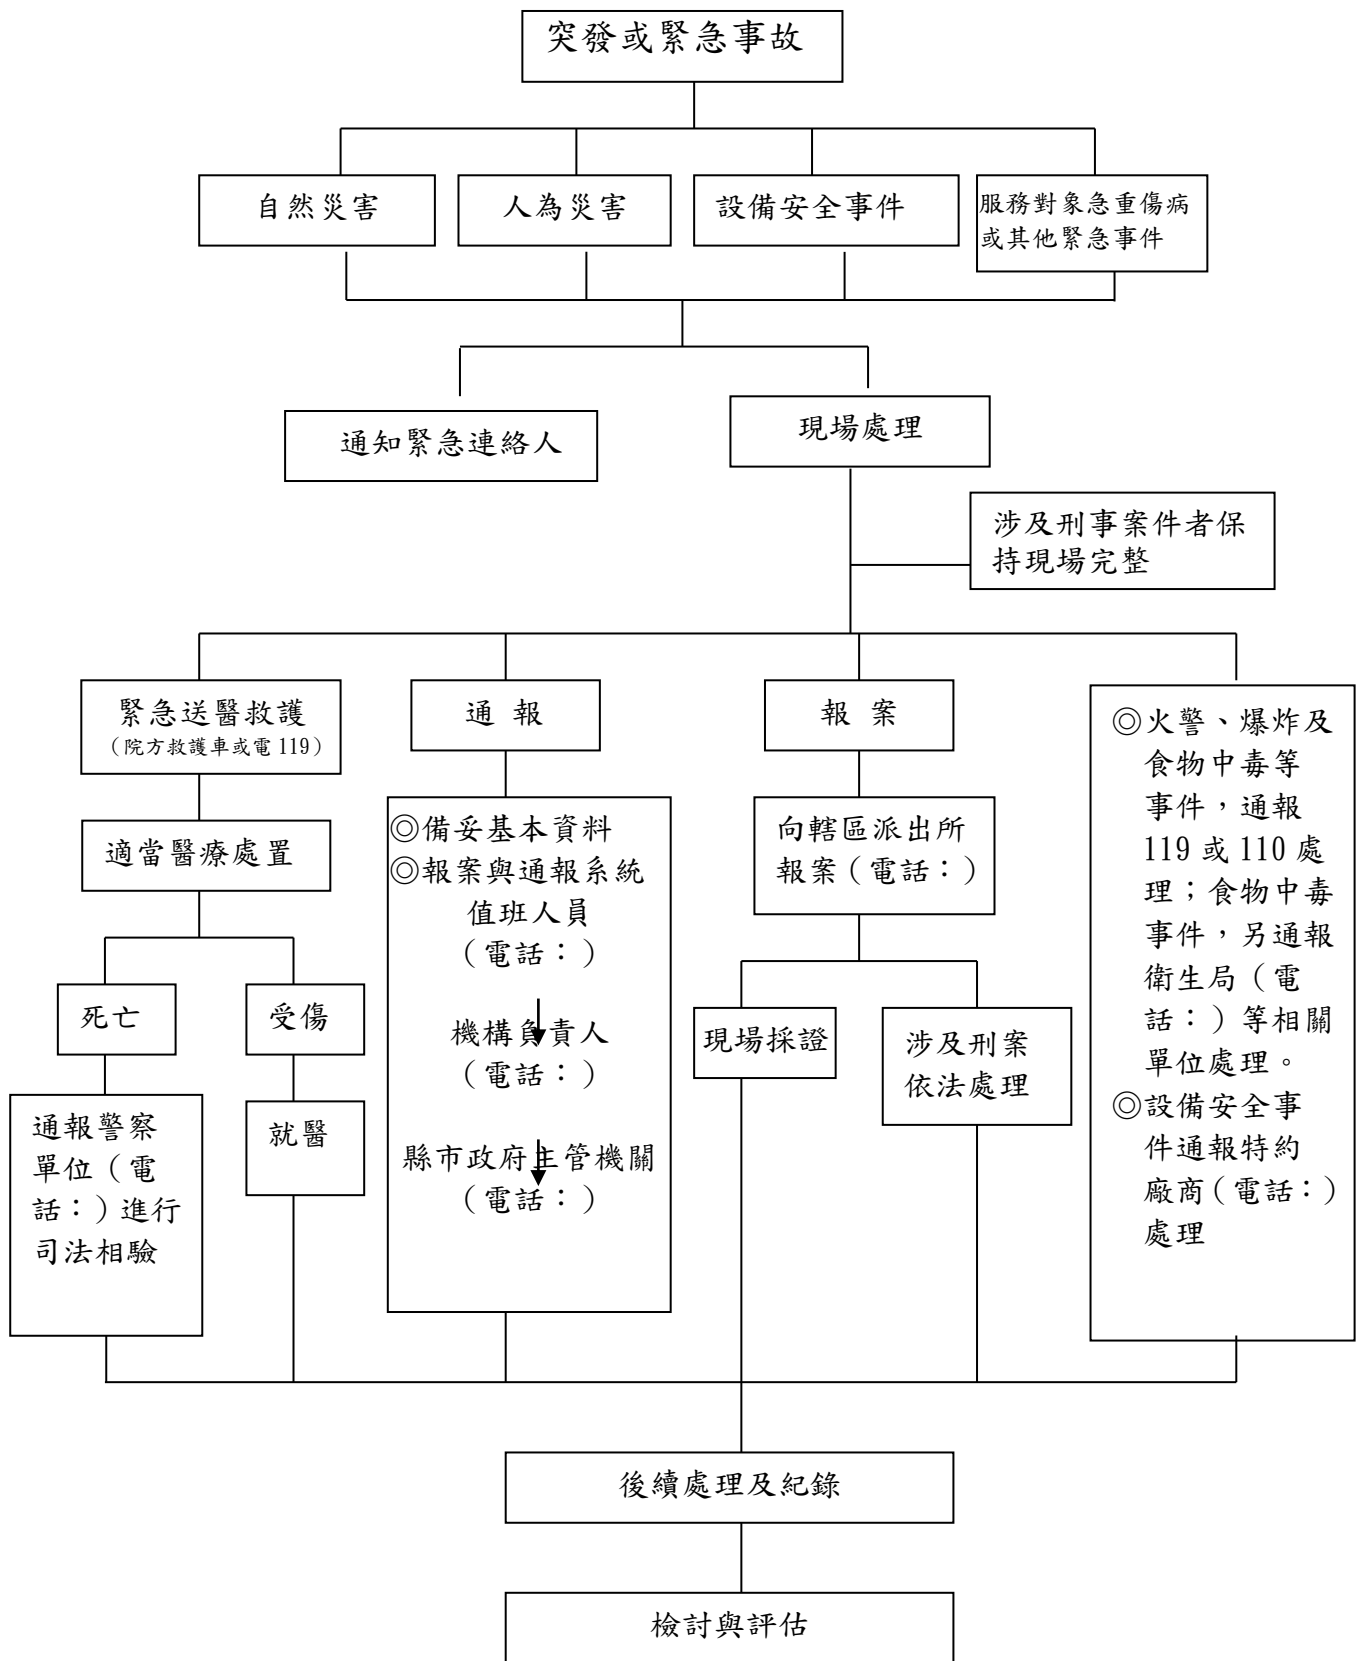 突發或緊急事故
自然災害
人為災害
設備安全事件
服務對象急重傷病
或其他緊急事件
通知緊急連絡人
現場處理
涉及刑事案件者保
持現場完整
緊急送醫救護
（院方救護車或電 119）
適當醫療處置
死亡
受傷
通報警察
單位（電
話：）進行
司法相驗
就醫
通 報
◎備妥基本資料
◎報案與通報系統
值班人員
（電話：）
機構負責人
（電話：）
縣市政府主管機關
（電話：）
報 案
向轄區派出所
報案（電話：）
現場採證
涉及刑案
依法處理
◎火警、爆炸及
食物中毒等
事件，通報
119 或 110 處
理；食物中毒
事件，另通報
衛生局（電
話：）等相關
單位處理。
◎設備安全事
件通報特約
廠商（電話：）
處理
後續處理及紀錄
檢討與評估